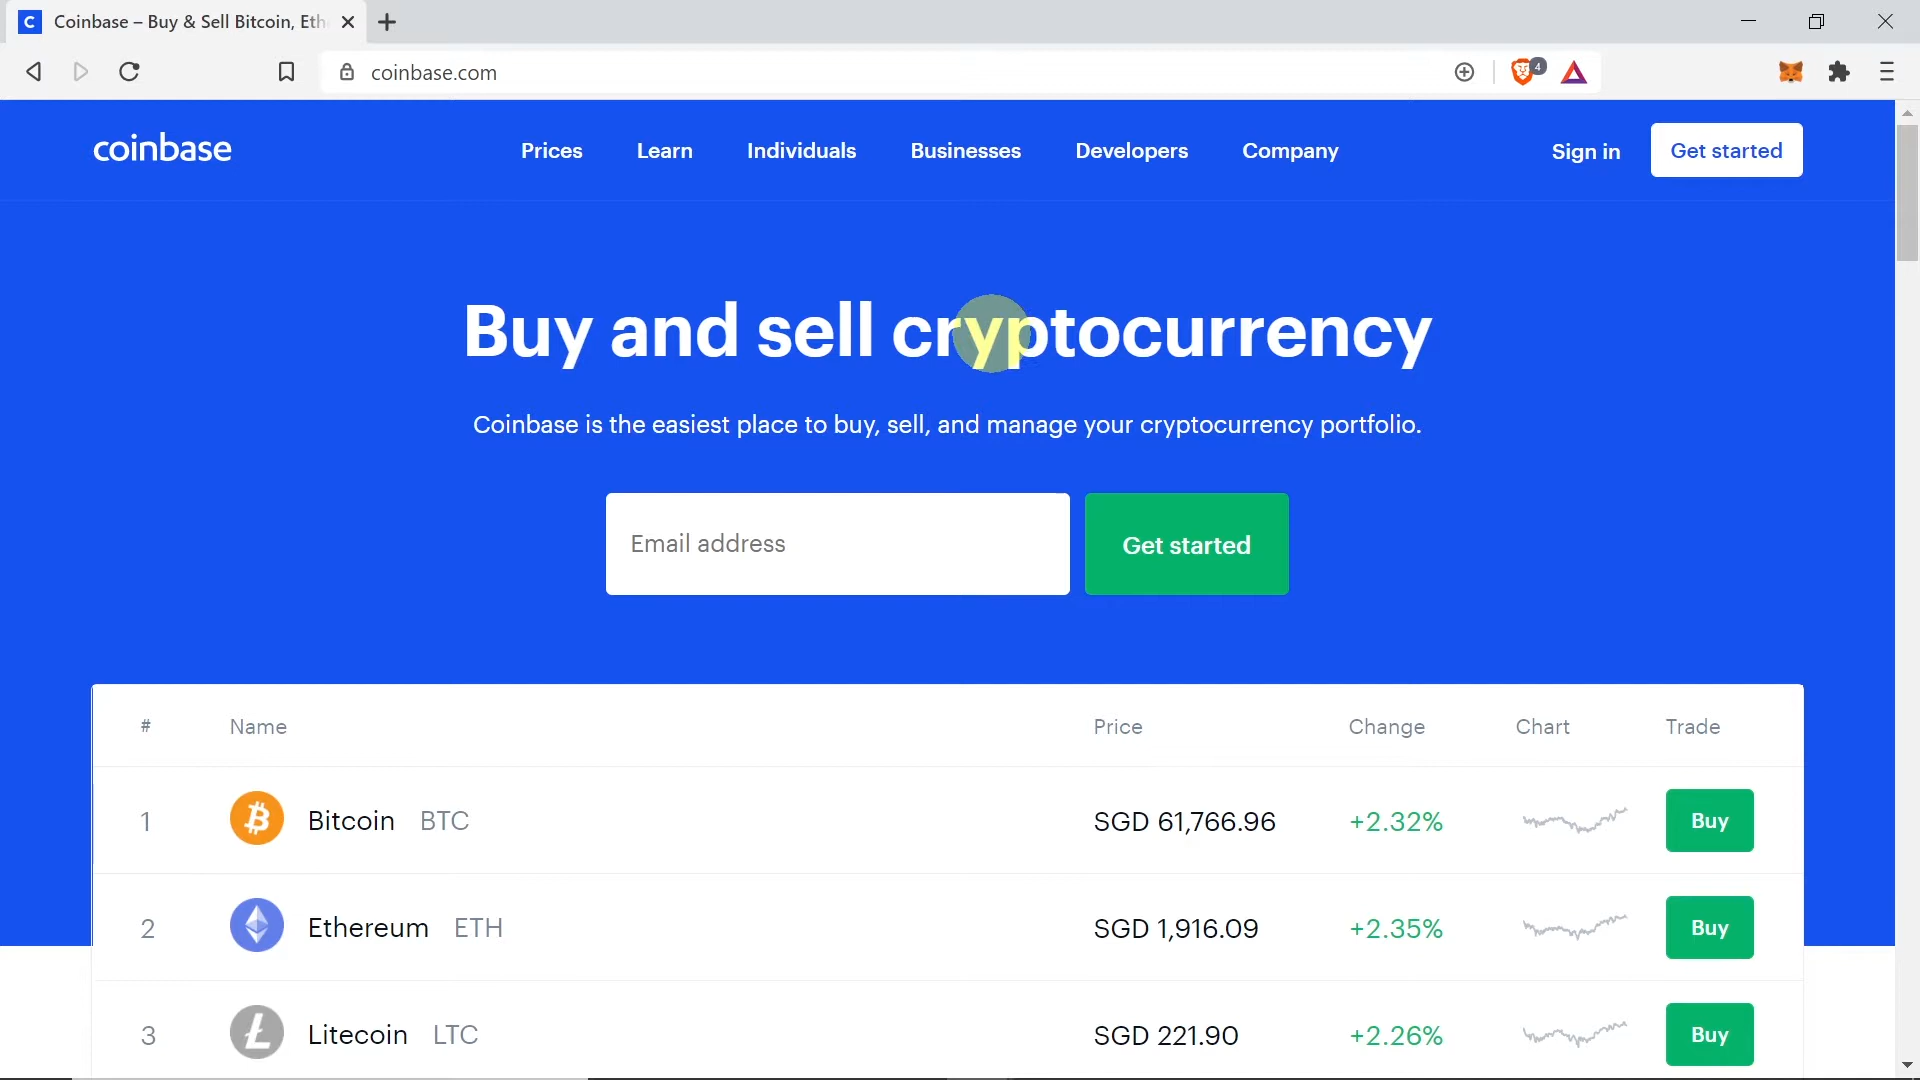 Coinbase – Buy & Sell Bitcoin, Eth
coinbase.com
4
coinbase
Prices
Learn
Individuals
Businesses
Developers
Company
Sign in
Get started
Buy and sell cryptocurrency
Coinbase is the easiest place to buy, sell, and manage your cryptocurrency portfolio.
Email address
Get started
# Name Price Change Chart Trade
1 Bitcoin BTC SGD 61,766.96 +2.32% Buy
2 Ethereum ETH SGD 1,916.09 +2.35% Buy
3 Litecoin LTC SGD 221.90 +2.26% Buy